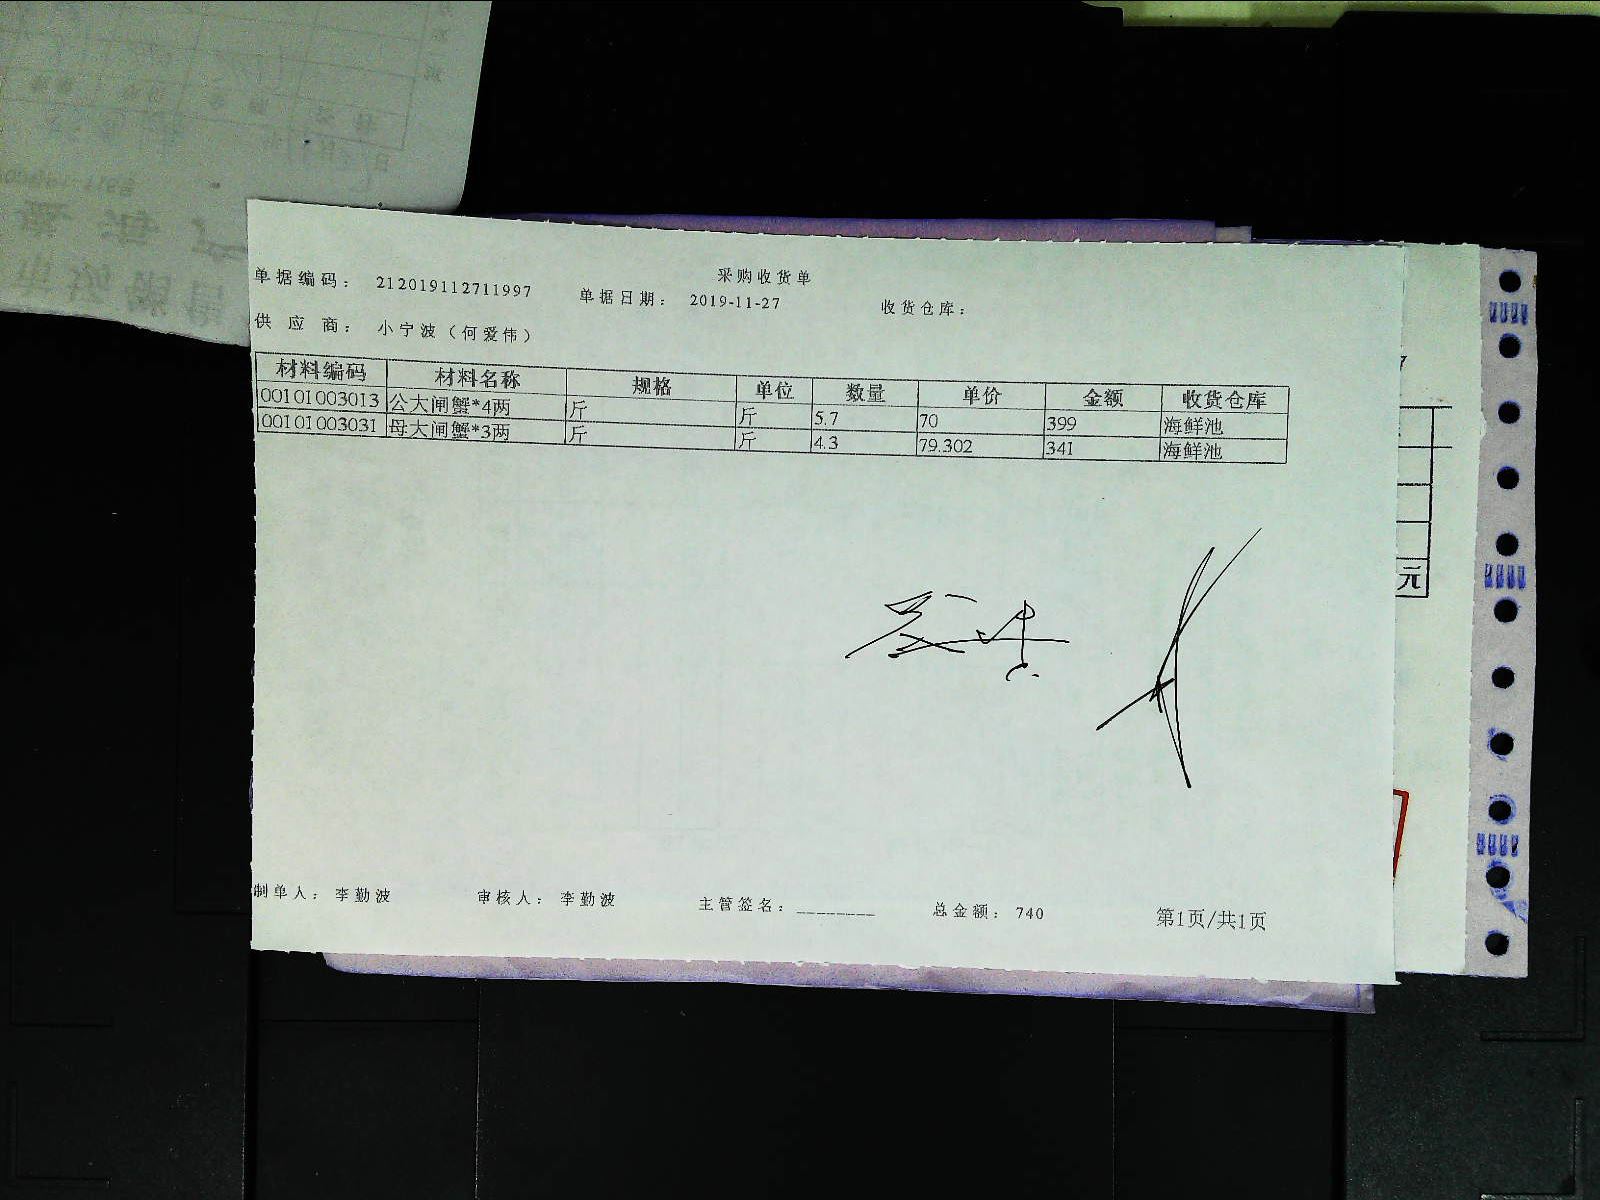 采购收货单
单据编码： 212019112711997 单据日期： 2019-11-27 收货仓库：
供 应 商： 小宁波（何爱伟）
材料编码 材料名称 规格 单位 数量 单价 金额 收货仓库
00101003013 公大闸蟹*4两 斤 斤 5.7 70 399 海鲜池
00101003031 母大闸蟹*3两 斤 斤 4.3 79.302 341 海鲜池
元
制单人： 李勤波 审核人： 李勤波 主管签名：________ 总金额： 740 第1页/共1页